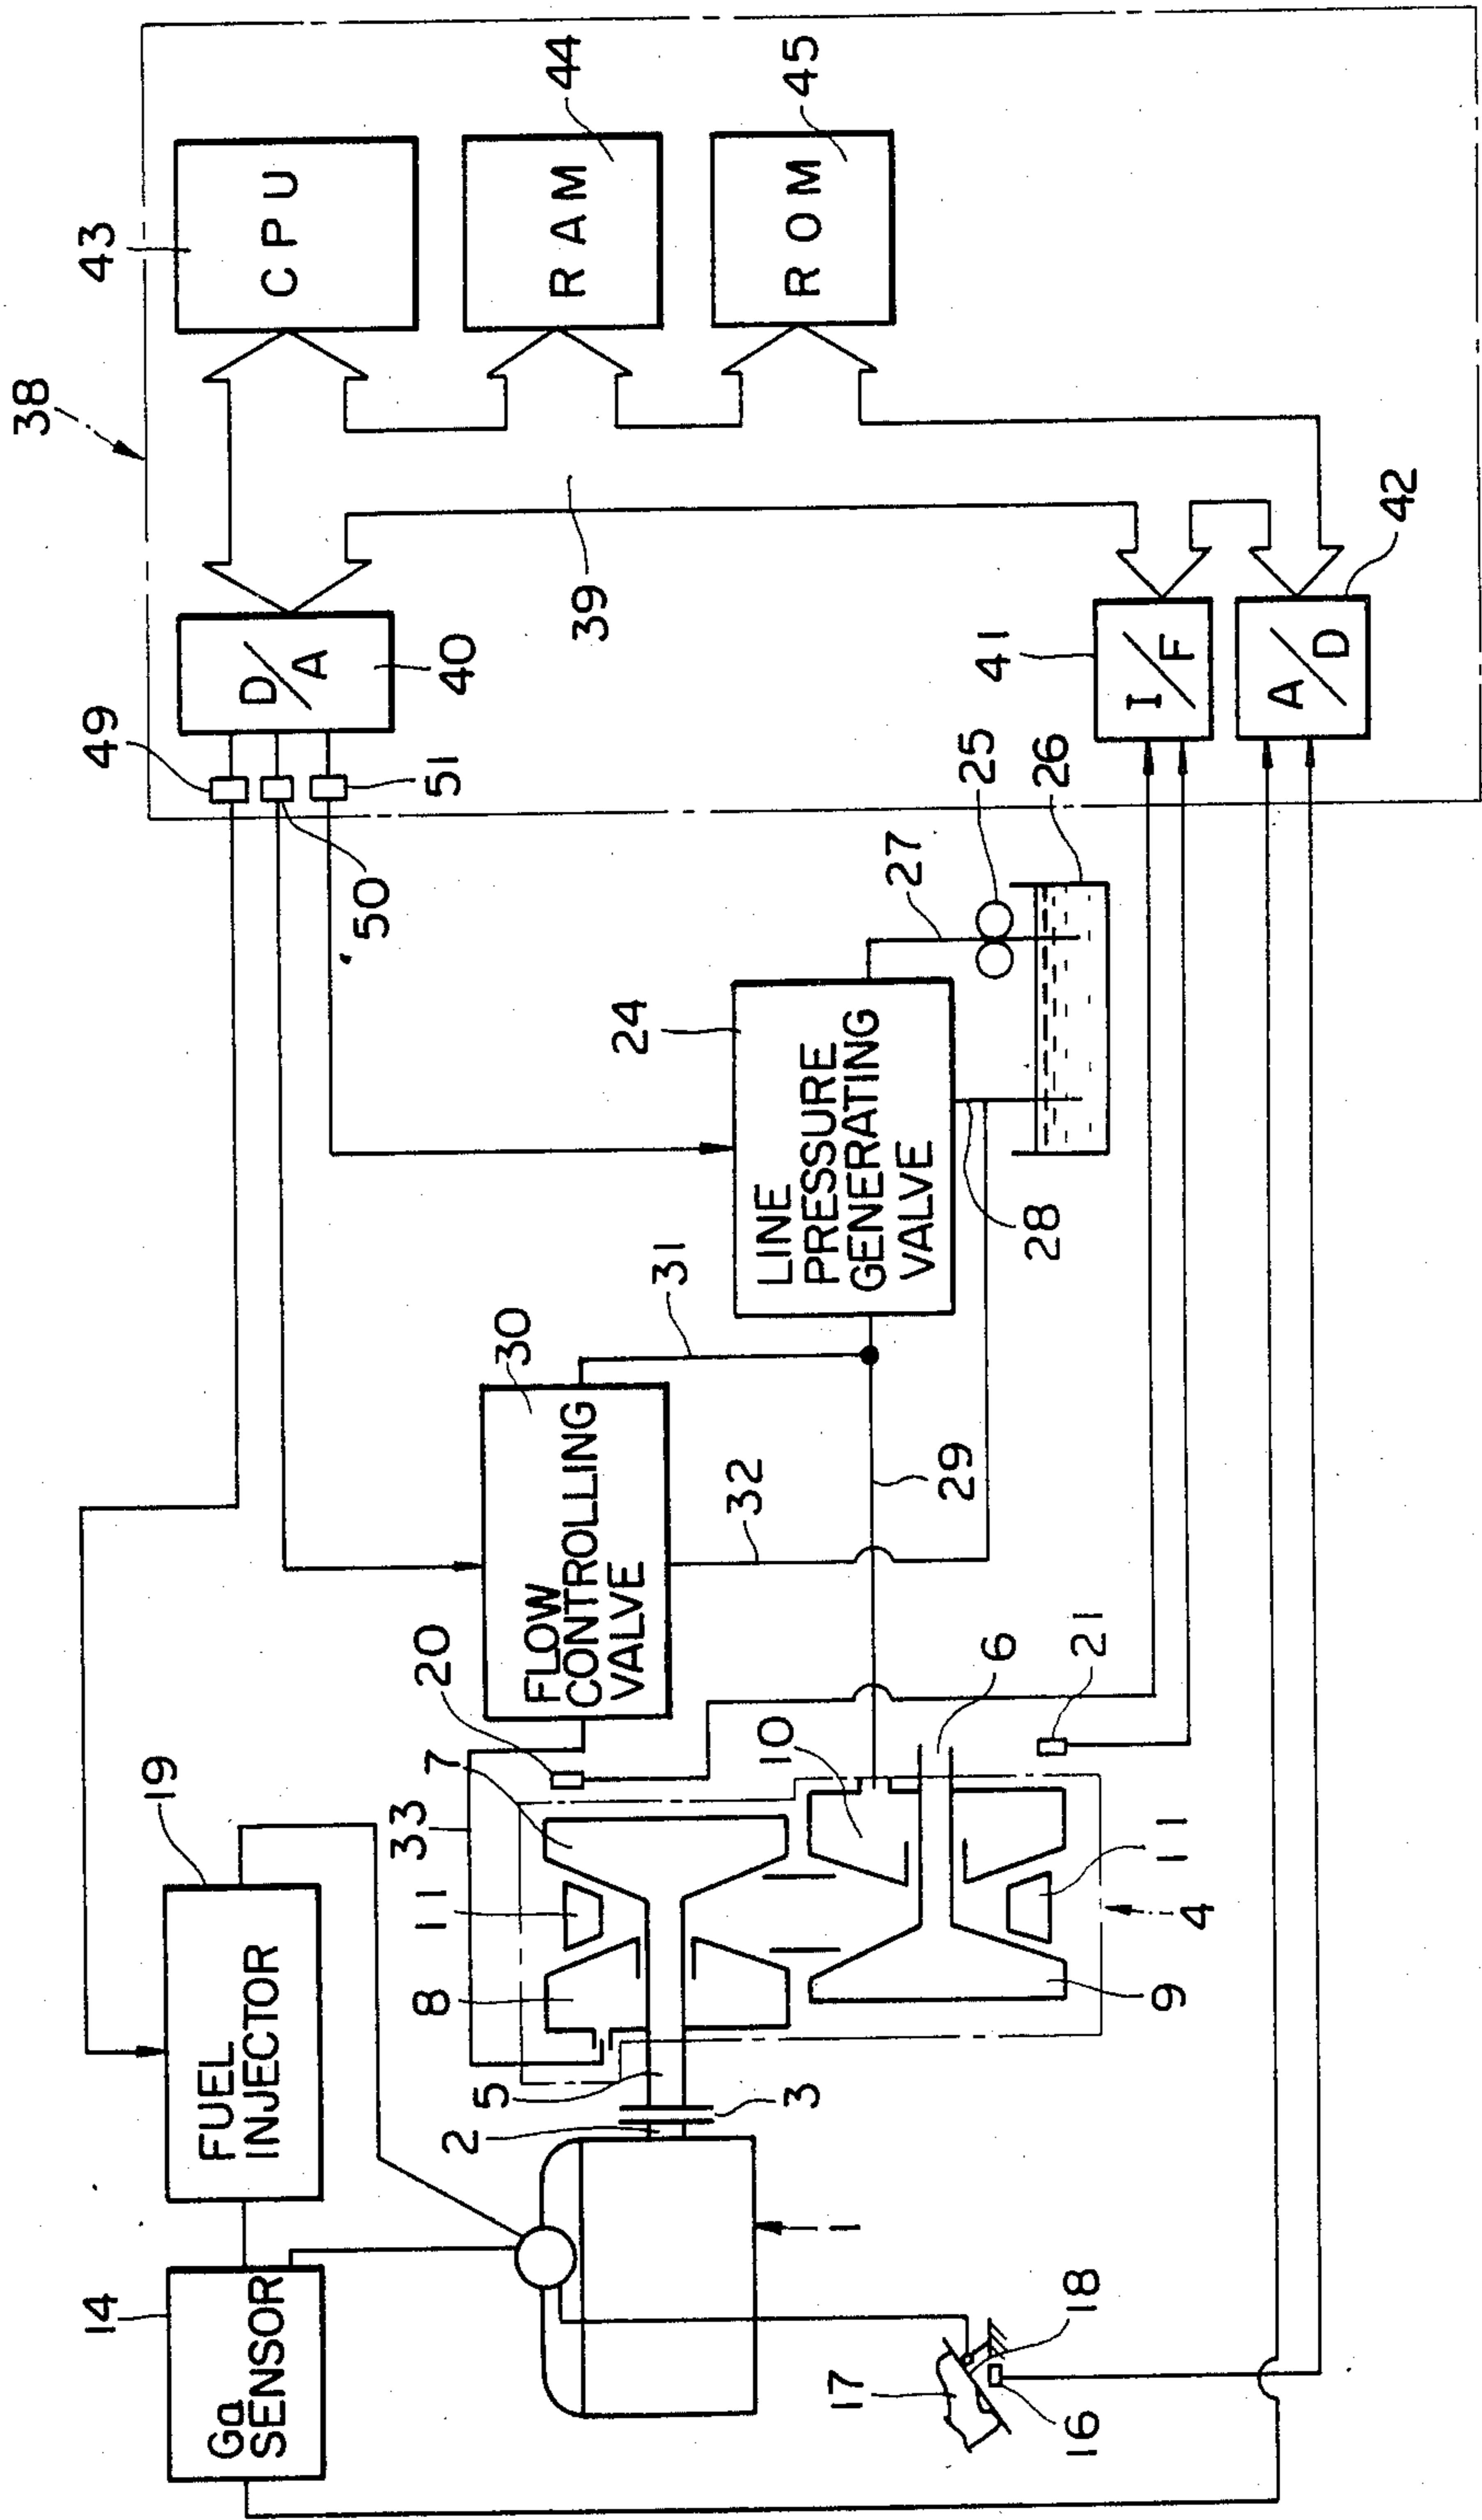 38
14
Ga
SENSOR
19
FUEL
INJECTOR
49
50
51
D/A
40
43
CPU
44
RAM
45
ROM
39
33
20
7
11
8
5
2
3
1
30
FLOW
CONTROLLING
VALVE
31
32
24
LINE
PRESSURE
GENERATING
VALVE
27
25
26
28
29
10
6
21
11
4
9
17
18
16
41
I/F
A/D
42